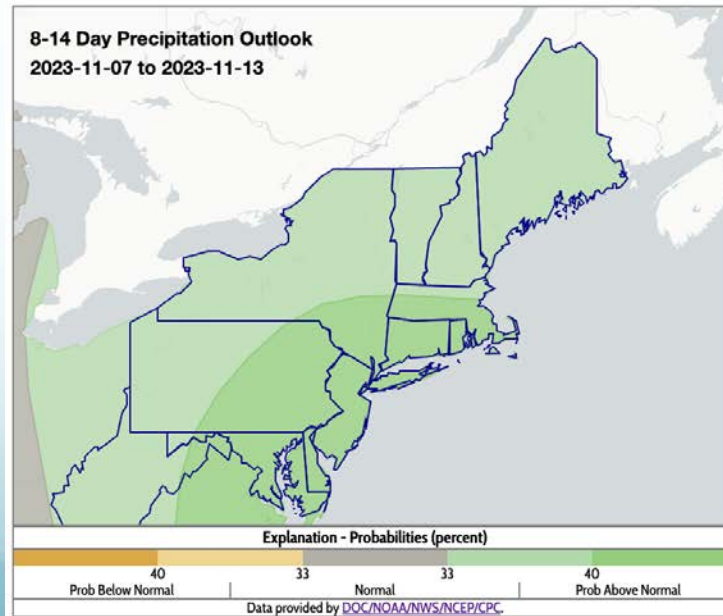 8-14 Day Precipitation Outlook
2023-11-07 to 2023-11-13
Explanation - Probabilities (percent)
40 33 33 40
Prob Below Normal | Normal | Prob Above Normal
Data provided by DOC/NOAA/NWS/NCEP/CPC.